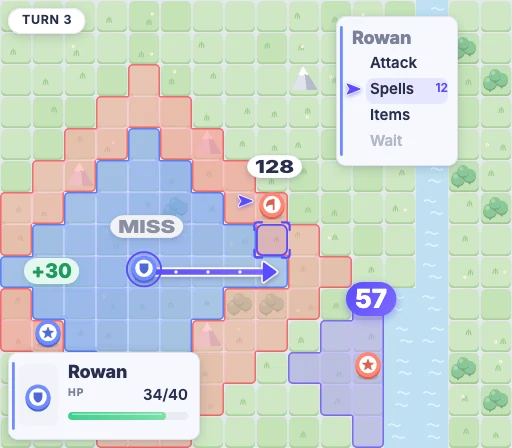 TURN 3
Rowan
Attack
Spells 12
Items
Wait
128
MISS
+30
57
Rowan
HP 34/40